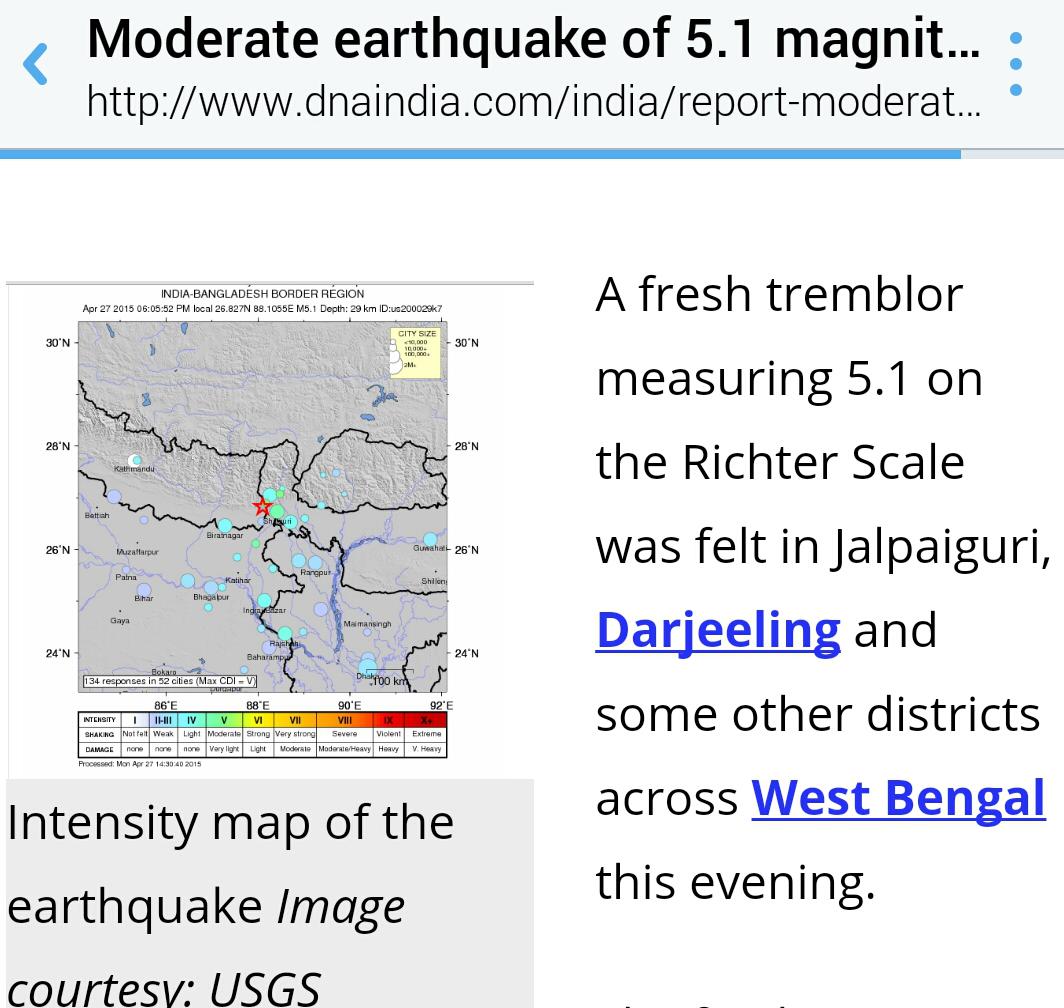 Moderate earthquake of 5.1 magnit...
http://www.dnaindia.com/india/report-moderat...
INDIA-BANGLADESH BORDER REGION
Apr 27 2015 06:05:52 PM local 26.827N 88.1055E M5.1 Depth: 29 km ID:us200029k7
CITY SIZE
<10,000
10,000+
100,000+
2M+
30°N 30°N
28°N 28°N
Kathmandu
Bettiah
Biratnagar
26°N 26°N
Guwahat
Muzaffarpur
Patna
Katihar
Rangpur
Shillong
Bihar
Bhagalpur
Gaya
Ingraj Bazar
Maimansingh
Rajshahi
24°N 24°N
Baharampur
Bokaro
Dhaka
100 km
134 responses in 52 cities (Max CDI = V)
Durgapur
86°E 88°E 90°E 92°E
INTENSITY I II-III IV V VI VII VIII IX X+
SHAKING Not felt Weak Light Moderate Strong Very strong Severe Violent Extreme
DAMAGE none none none Very light Light Moderate Moderate/Heavy Heavy V. Heavy
Processed: Mon Apr 27 14:30:40 2015
Intensity map of the
earthquake Image
courtesy: USGS
A fresh tremblor
measuring 5.1 on
the Richter Scale
was felt in Jalpaiguri,
Darjeeling and
some other districts
across West Bengal
this evening.